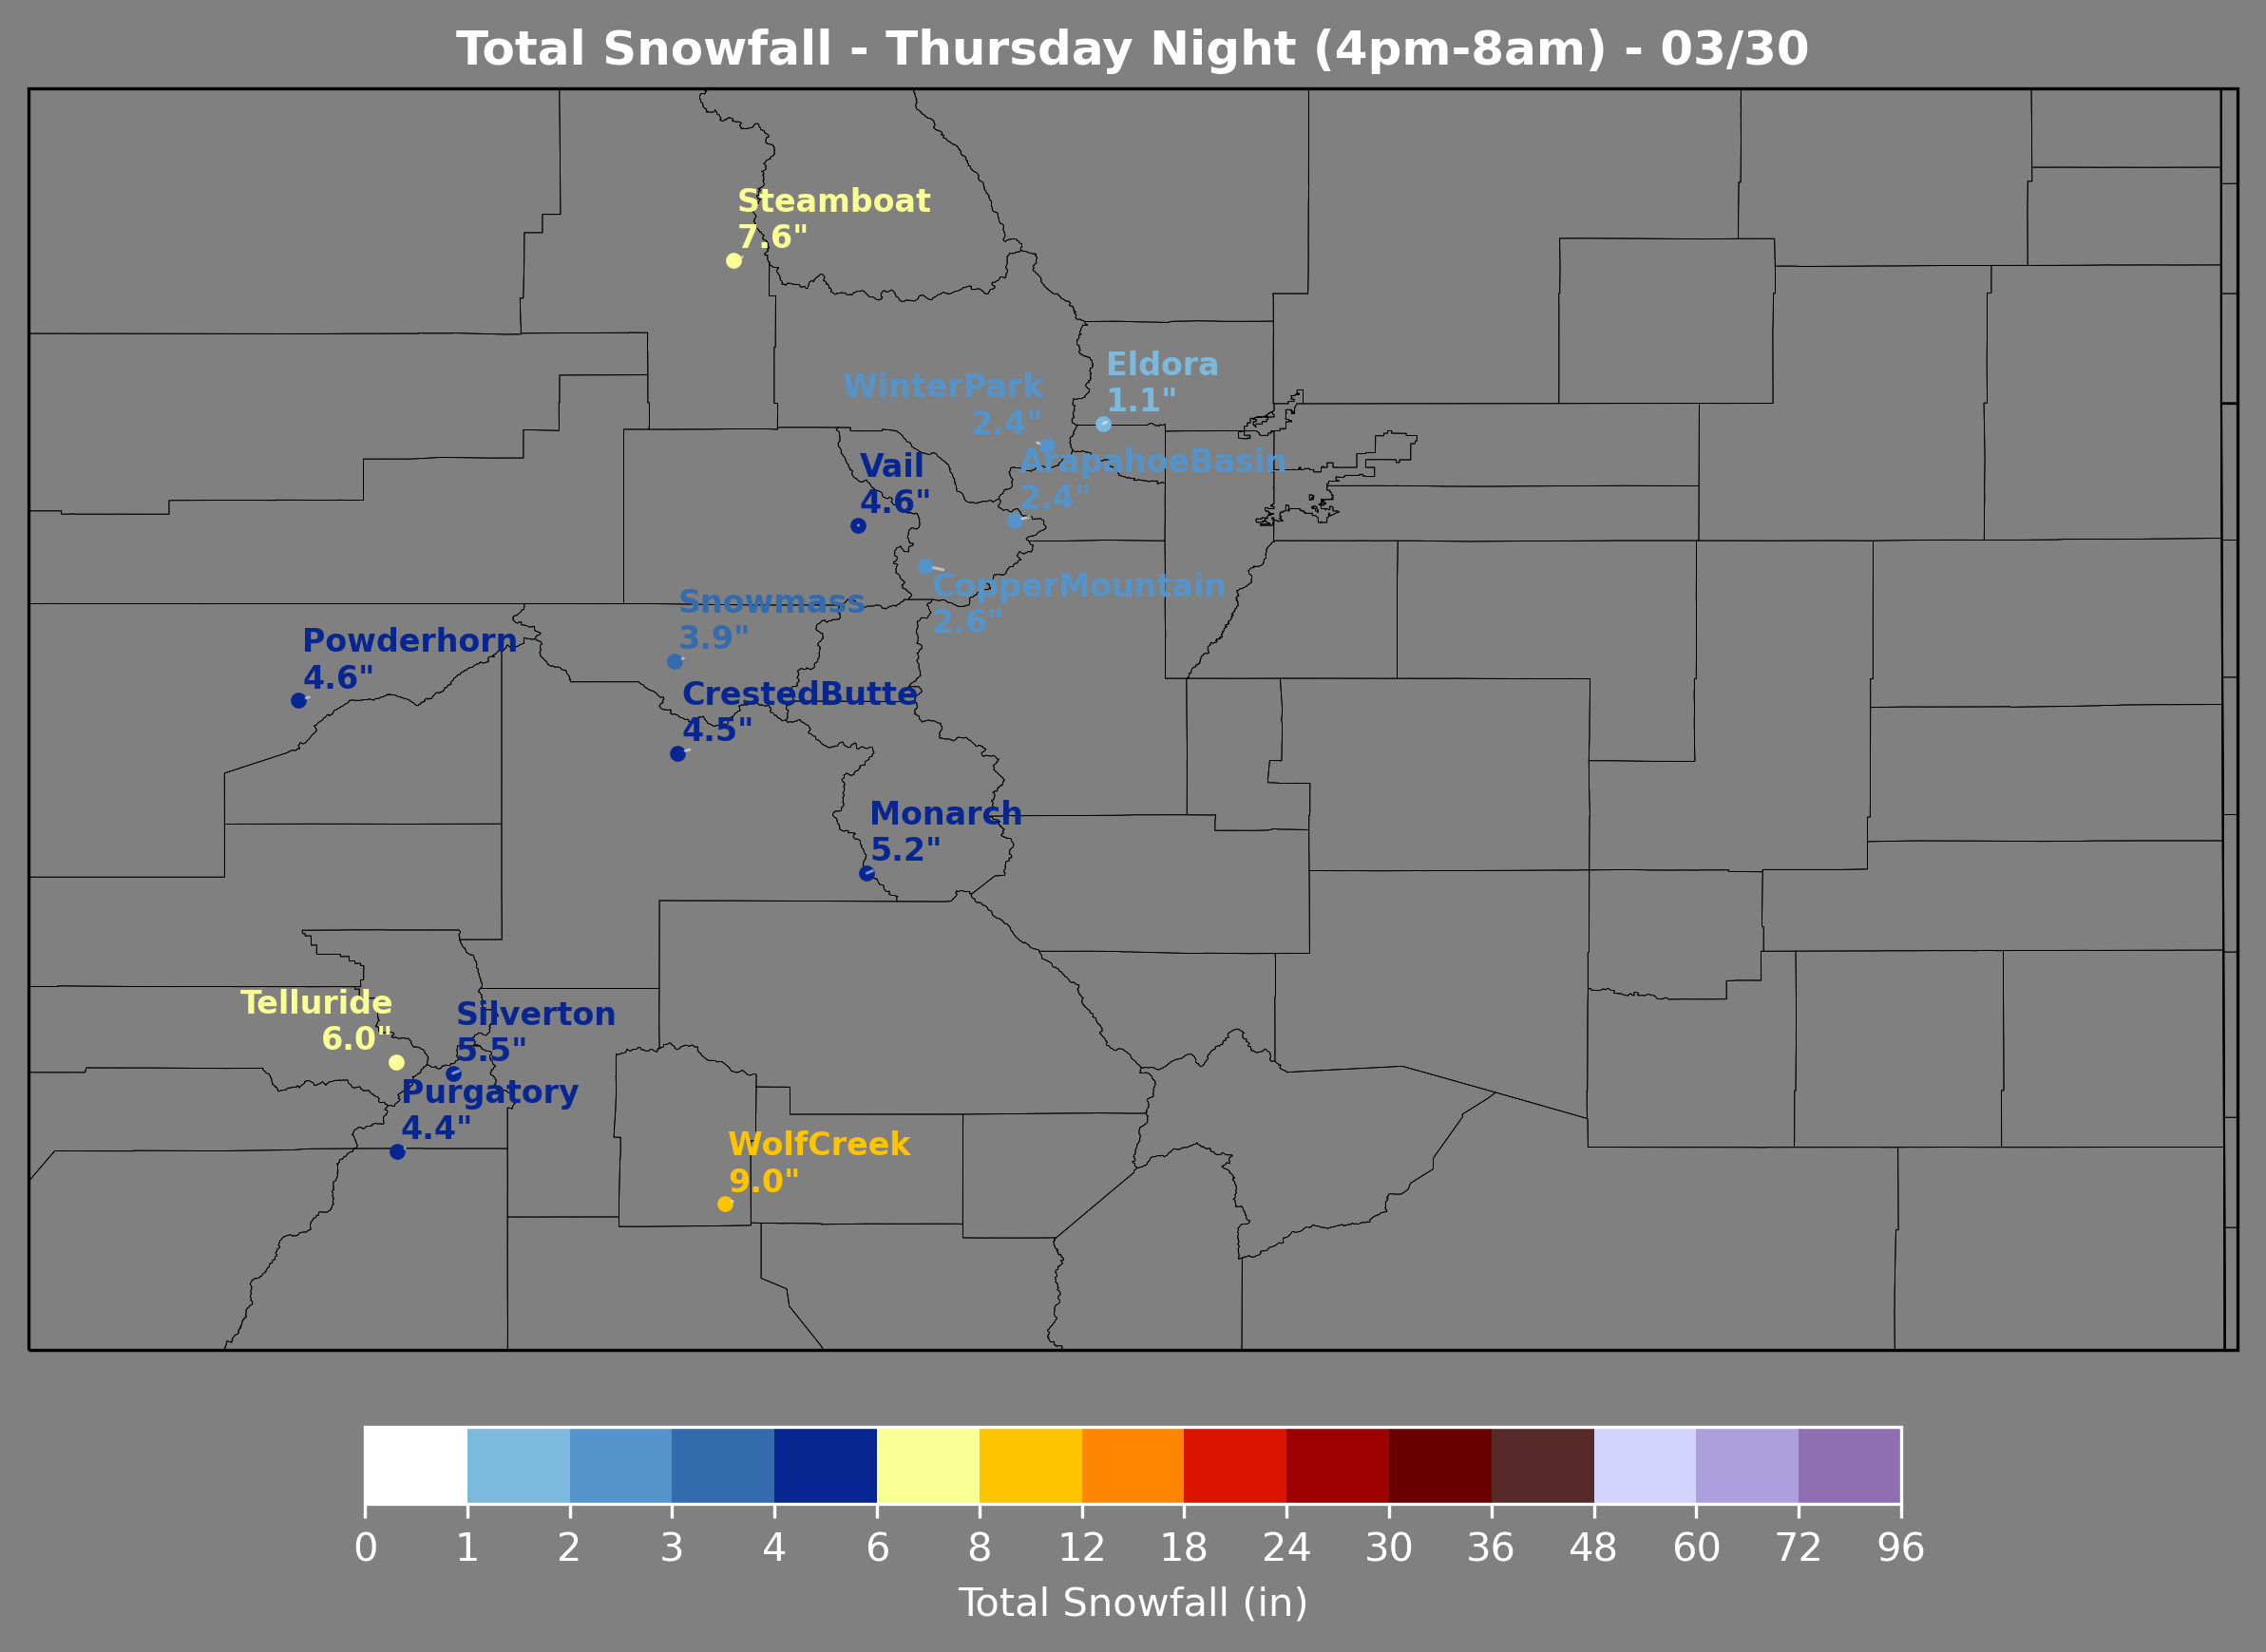 Total Snowfall - Thursday Night (4pm-8am) - 03/30
Steamboat
7.6"
Eldora
1.1"
WinterPark
2.4"
Vail
4.6"
ArapahoeBasin
2.4"
CopperMountain
2.6"
Snowmass
3.9"
Powderhorn
4.6"
CrestedButte
4.5"
Monarch
5.2"
Telluride
6.0"
Silverton
5.5"
Purgatory
4.4"
WolfCreek
9.0"
0 1 2 3 4 6 8 12 18 24 30 36 48 60 72 96
Total Snowfall (in)